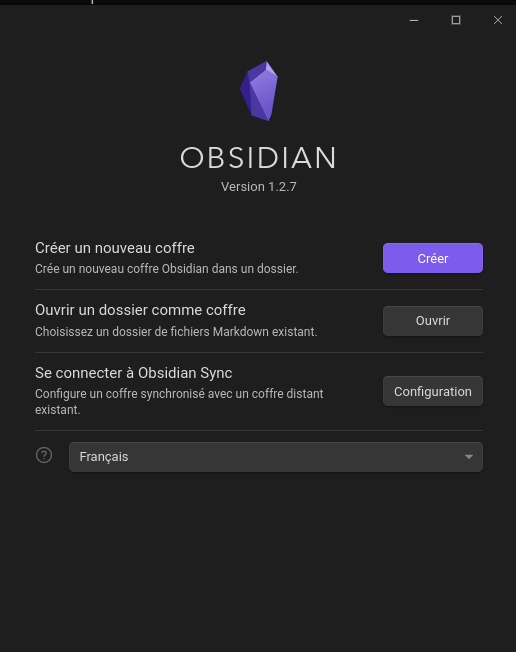 OBSIDIAN
Version 1.2.7
Créer un nouveau coffre
Crée un nouveau coffre Obsidian dans un dossier.
Créer
Ouvrir un dossier comme coffre
Choisissez un dossier de fichiers Markdown existant.
Ouvrir
Se connecter à Obsidian Sync
Configure un coffre synchronisé avec un coffre distant
existant.
Configuration
?
Français